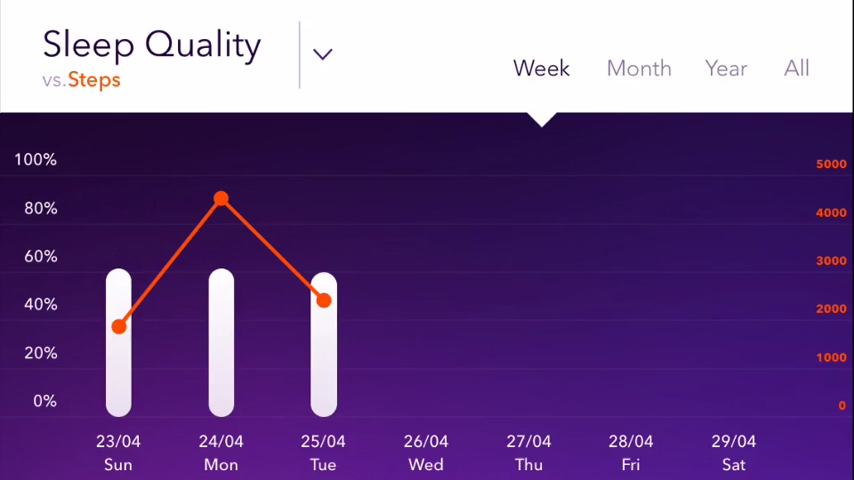 Sleep Quality
vs.Steps
Week Month Year All
100% 5000
80% 4000
60% 3000
40% 2000
20% 1000
0% 0
23/04 24/04 25/04 26/04 27/04 28/04 29/04
Sun Mon Tue Wed Thu Fri Sat